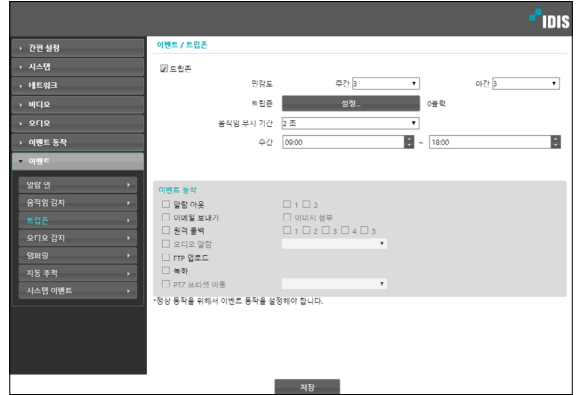 IDIS
간편 설정
시스템
네트워크
비디오
오디오
이벤트 동작
이벤트
알람 인
움직임 감지
트립존
오디오 감지
탬퍼링
자동 추적
시스템 이벤트
이벤트 / 트립존
트립존
민감도 주간 3 야간 3
트립존 설정... 0블럭
움직임 무시 기간 2 초
주간 09:00 ~ 18:00
이벤트 동작
알람 아웃 1 2
이메일 보내기 이미지 첨부
원격 콜백 1 2 3 4 5
오디오 알람
FTP 업로드
녹화
PTZ 프리셋 이동
*정상 동작을 위해서 이벤트 동작을 설정해야 합니다.
저장